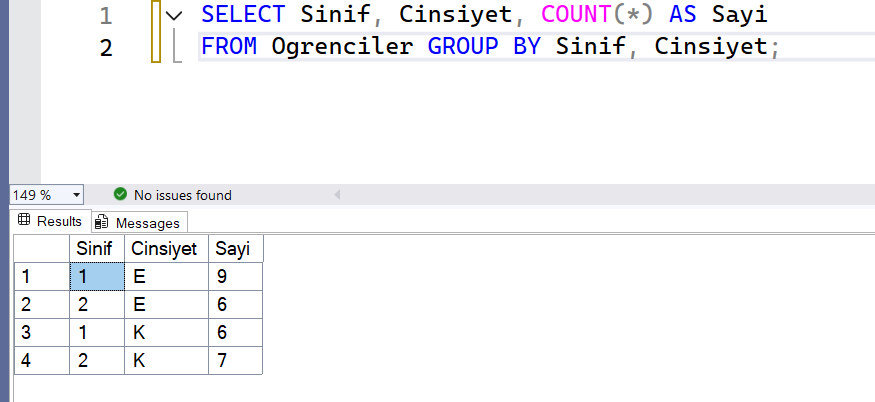 1 SELECT Sinif, Cinsiyet, COUNT(*) AS Sayi
2 FROM Ogrenciler GROUP BY Sinif, Cinsiyet;
149 % No issues found
Results Messages
Sinif Cinsiyet Sayi
1 1 E 9
2 2 E 6
3 1 K 6
4 2 K 7